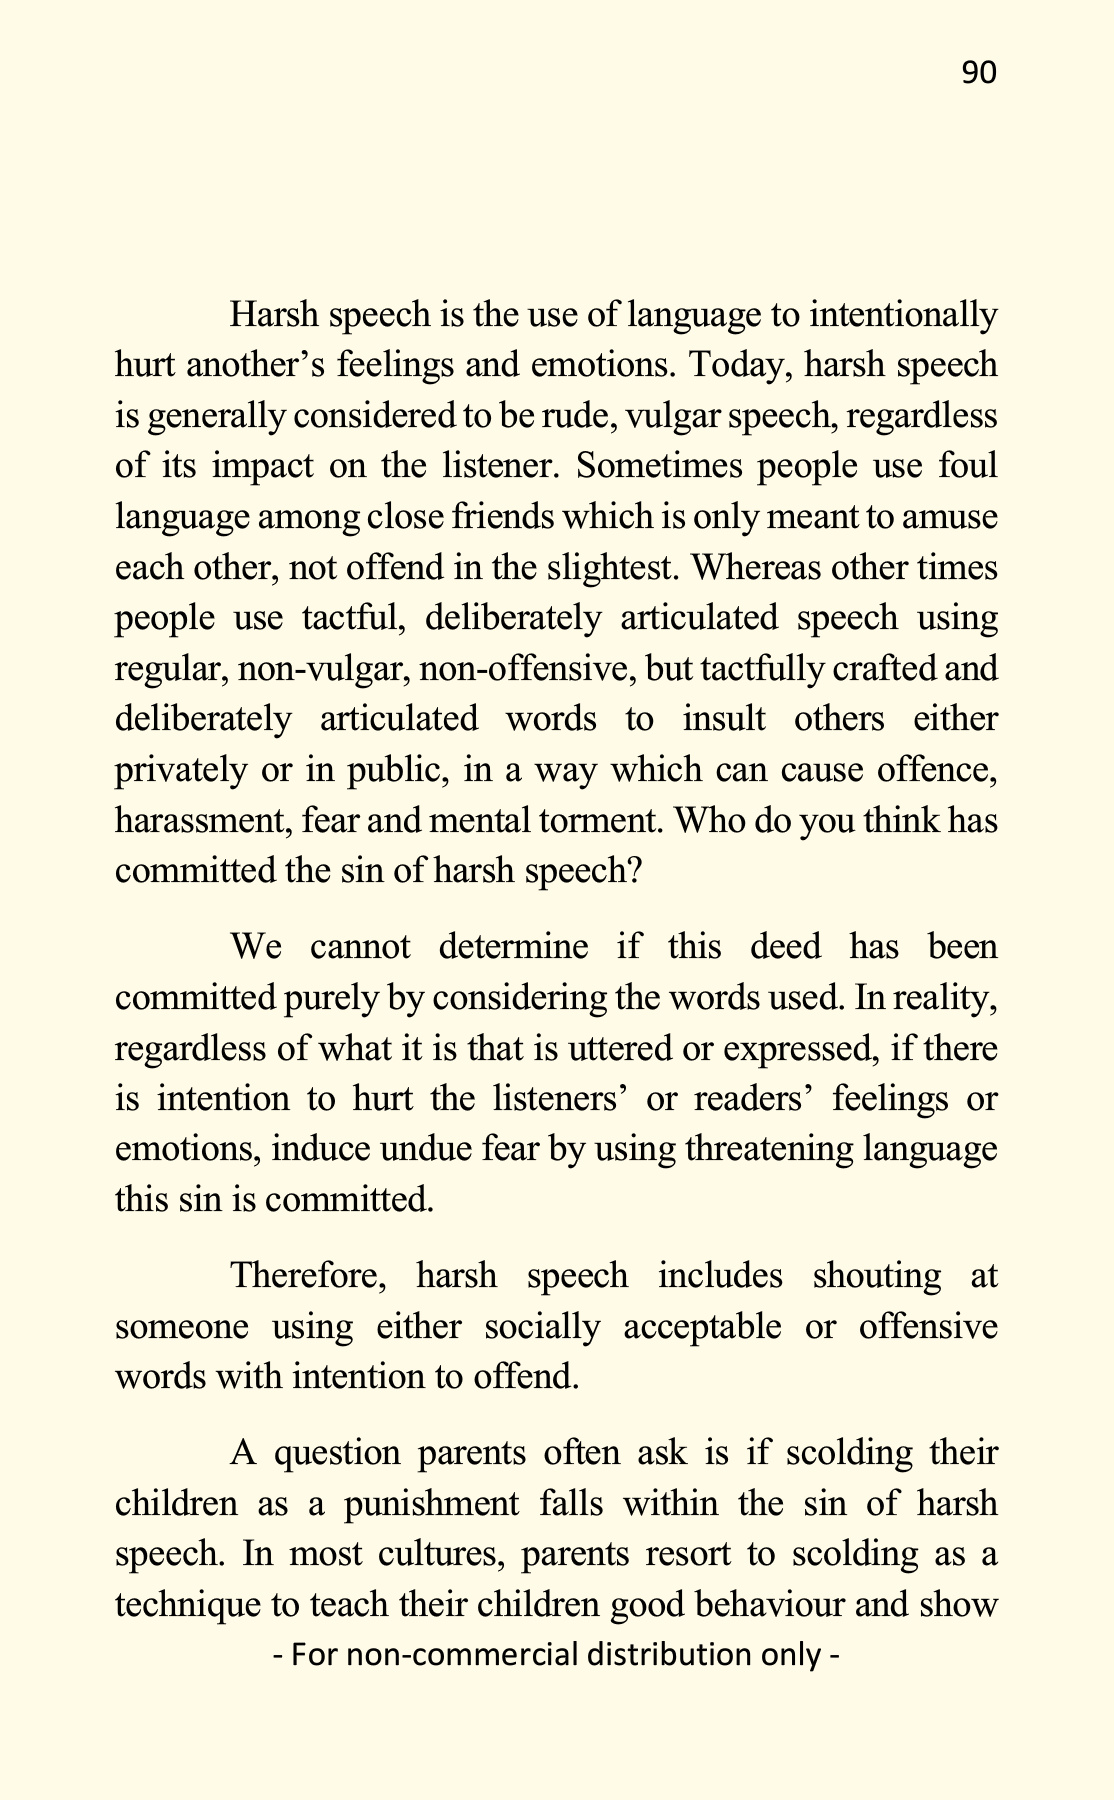 90
Harsh speech is the use of language to intentionally
hurt another’s feelings and emotions. Today, harsh speech
is generally considered to be rude, vulgar speech, regardless
of its impact on the listener. Sometimes people use foul
language among close friends which is only meant to amuse
each other, not offend in the slightest. Whereas other times
people use tactful, deliberately articulated speech using
regular, non-vulgar, non-offensive, but tactfully crafted and
deliberately articulated words to insult others either
privately or in public, in a way which can cause offence,
harassment, fear and mental torment. Who do you think has
committed the sin of harsh speech?
We cannot determine if this deed has been
committed purely by considering the words used. In reality,
regardless of what it is that is uttered or expressed, if there
is intention to hurt the listeners’ or readers’ feelings or
emotions, induce undue fear by using threatening language
this sin is committed.
Therefore, harsh speech includes shouting at
someone using either socially acceptable or offensive
words with intention to offend.
A question parents often ask is if scolding their
children as a punishment falls within the sin of harsh
speech. In most cultures, parents resort to scolding as a
technique to teach their children good behaviour and show
- For non-commercial distribution only -